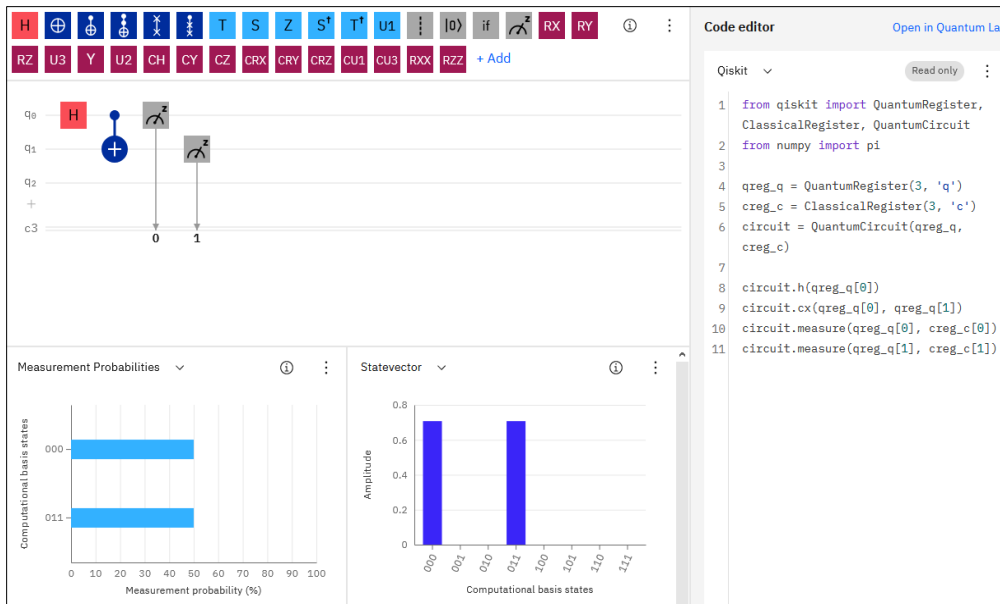 H T S Z S† T† U1 |0⟩ if z RX RY
RZ U3 Y U2 CH CY CZ CRX CRY CRZ CU1 CU3 RXX RZZ + Add
q0 H z
q1 z
q2
+
c3
0 1
Measurement Probabilities
Computational basis states
000
011
0 10 20 30 40 50 60 70 80 90 100
Measurement probability (%)
Statevector
Amplitude
0.8
0.6
0.4
0.2
0
000 001 010 011 100 101 110 111
Computational basis states
Code editor Open in Quantum La
Qiskit Read only
1 from qiskit import QuantumRegister,
ClassicalRegister, QuantumCircuit
2 from numpy import pi
3
4 qreg_q = QuantumRegister(3, 'q')
5 creg_c = ClassicalRegister(3, 'c')
6 circuit = QuantumCircuit(qreg_q,
creg_c)
7
8 circuit.h(qreg_q[0])
9 circuit.cx(qreg_q[0], qreg_q[1])
10 circuit.measure(qreg_q[0], creg_c[0])
11 circuit.measure(qreg_q[1], creg_c[1])